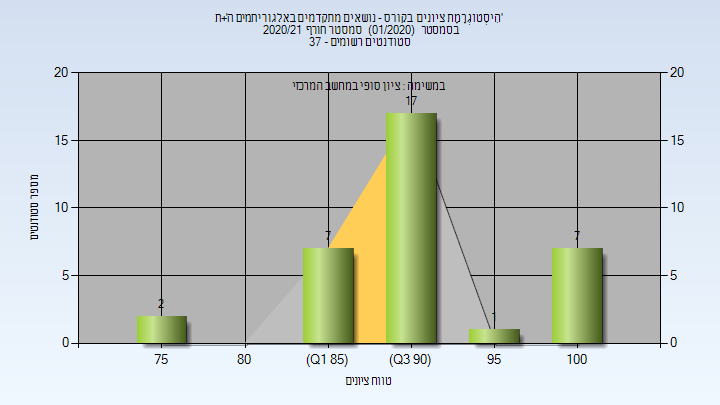 היסטוגרמת ציונים בקורס - נושאים מתקדמים באלגוריתמים ה'+ת'
בסמסטר (01/2020) סמסטר חורף 2020/21
סטודנטים רשומים - 37
במשימה : ציון סופי במחשב המרכזי
מספר סטודנטים
20
15
10
5
0
20
15
10
5
0
2
7
17
1
7
75
80
(Q1 85)
(Q3 90)
95
100
טווח ציונים